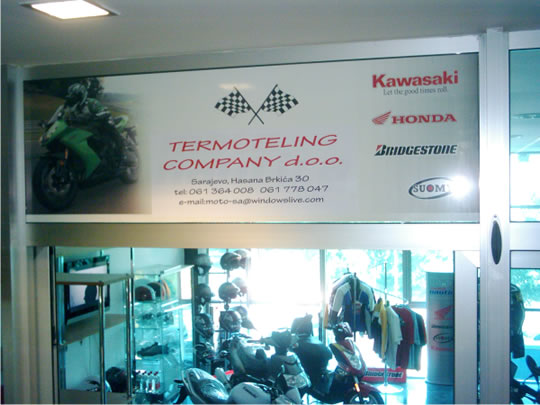 Kawasaki
Let the good times roll.
HONDA
BRIDGESTONE
SUOMY
TERMOTELING
COMPANY d.o.o.
Sarajevo, Hasana Brkića 30
tel: 061 364 008 061 778 047
e-mail:moto-sa@windowslive.com
BRIDGESTONE